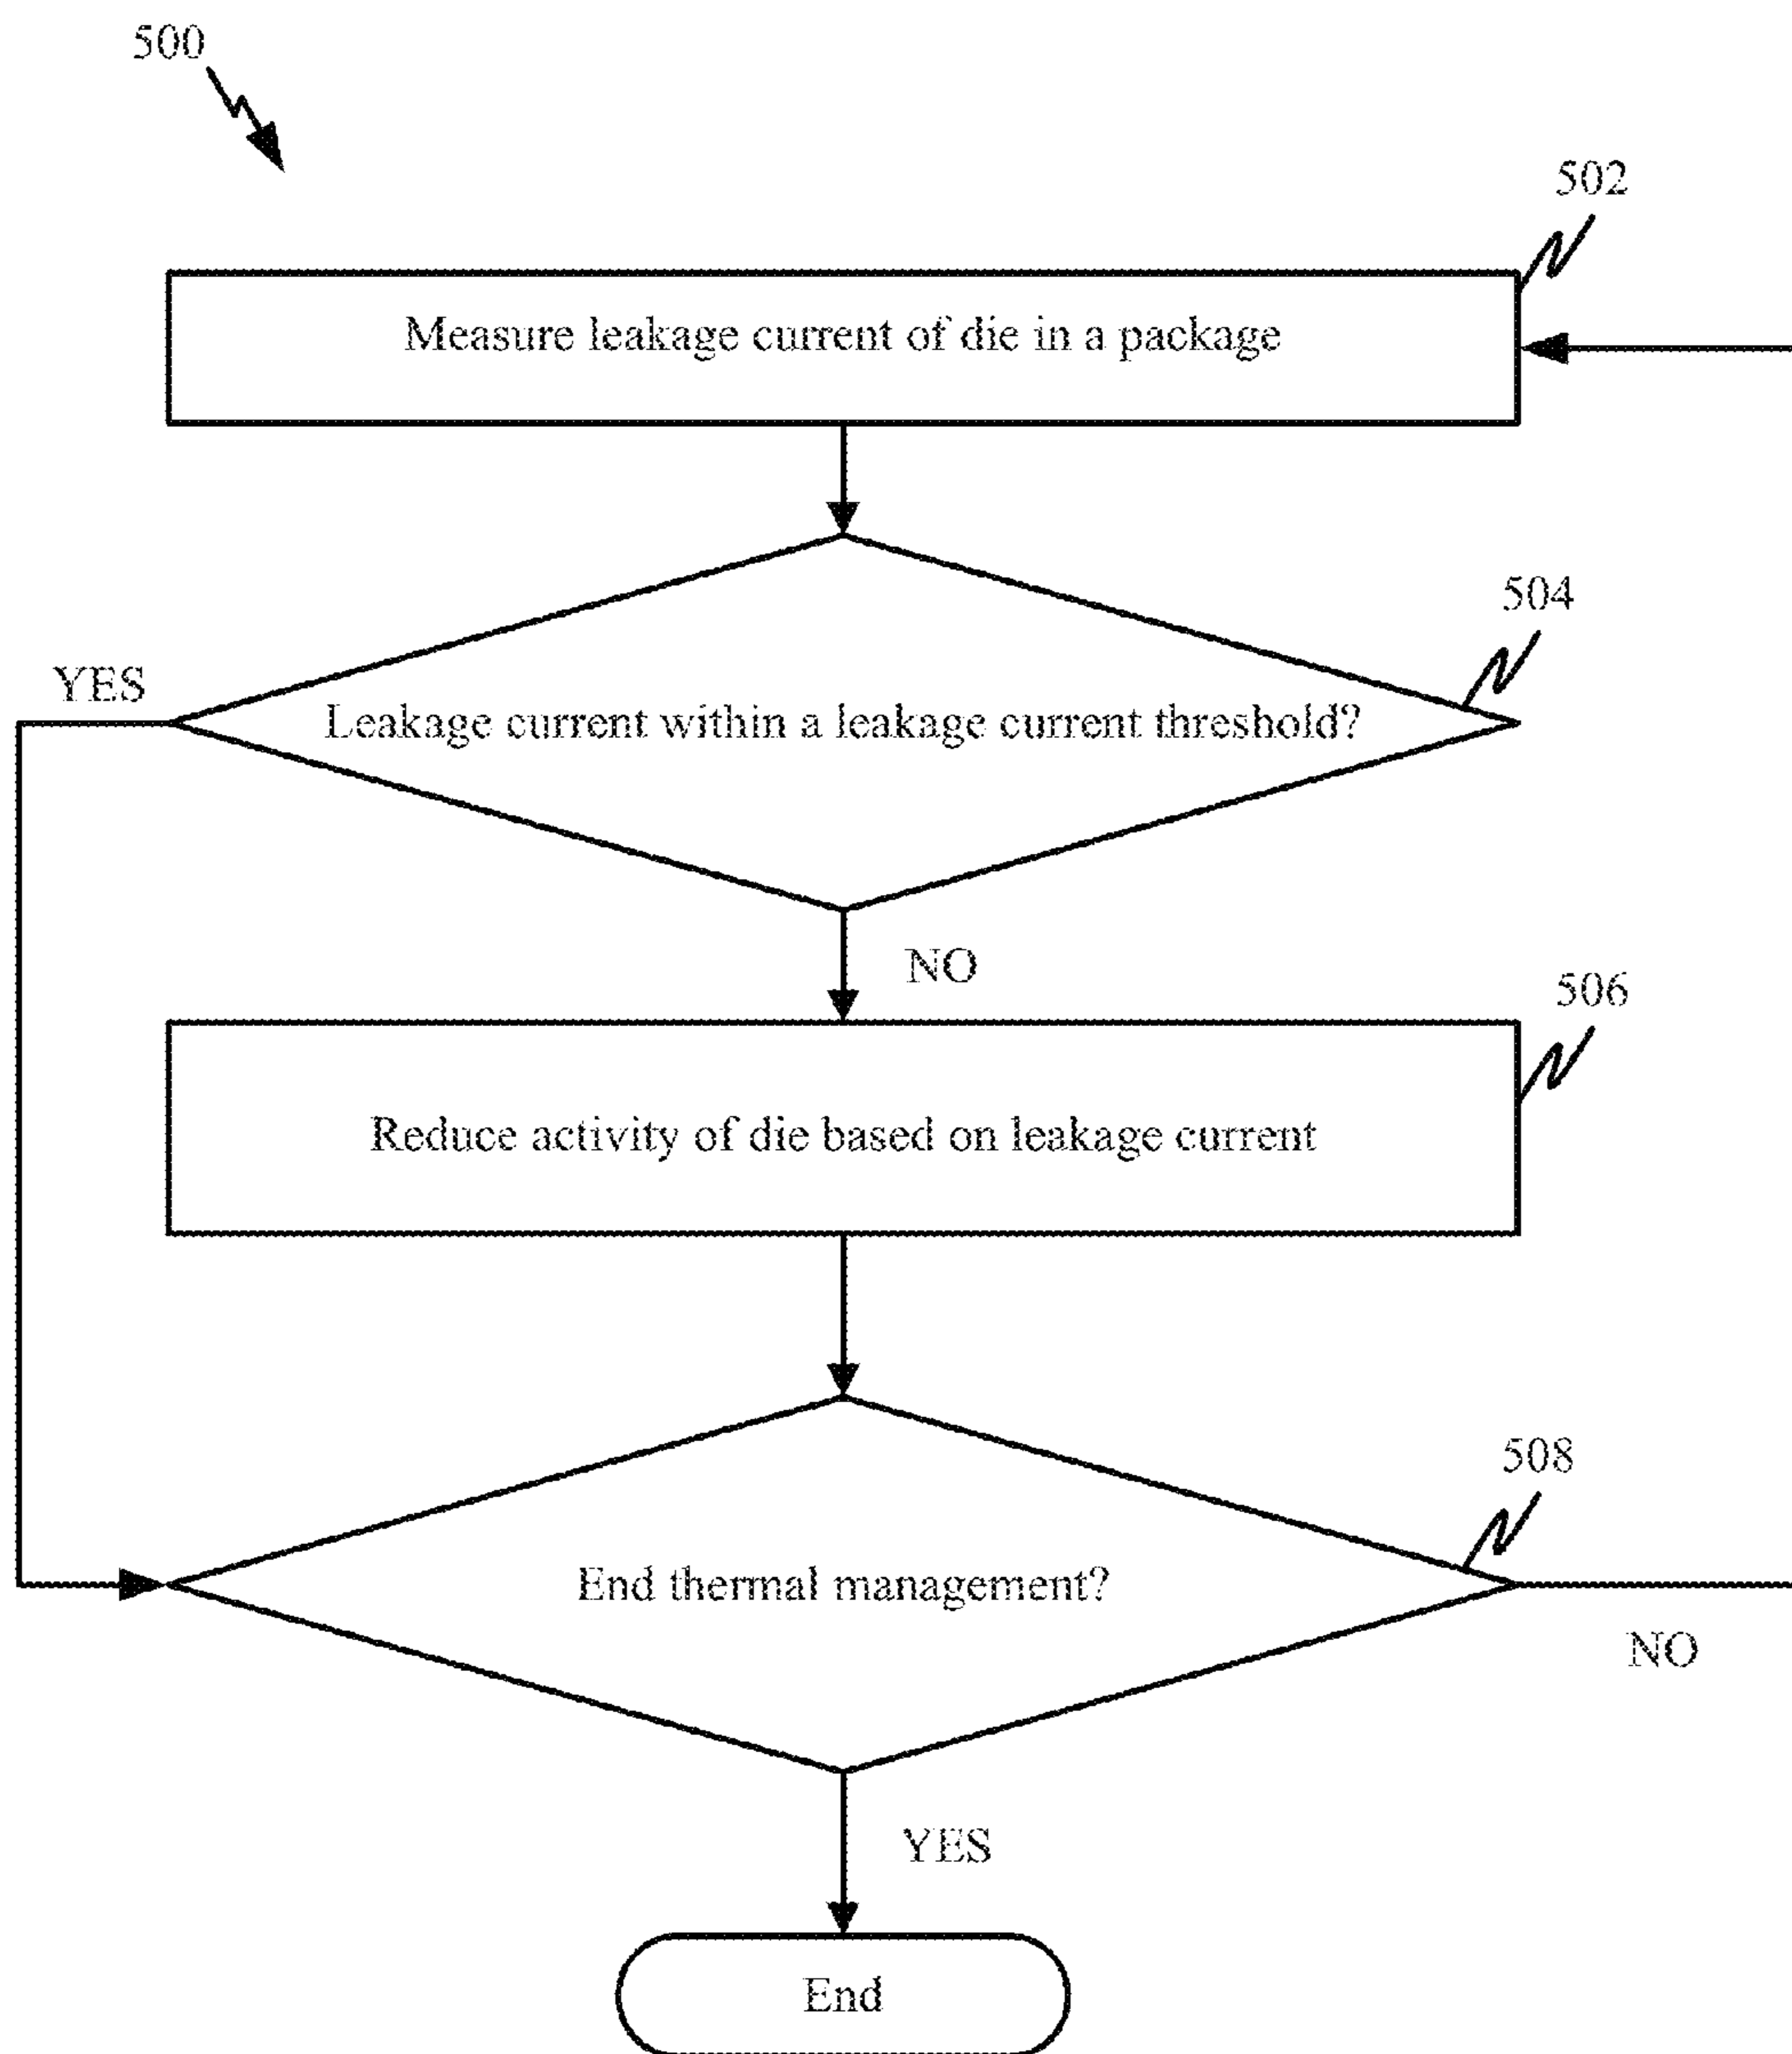 500
502
Measure leakage current of die in a package
504
YES
Leakage current within a leakage current threshold?
NO
506
Reduce activity of die based on leakage current
508
End thermal management?
NO
YES
End